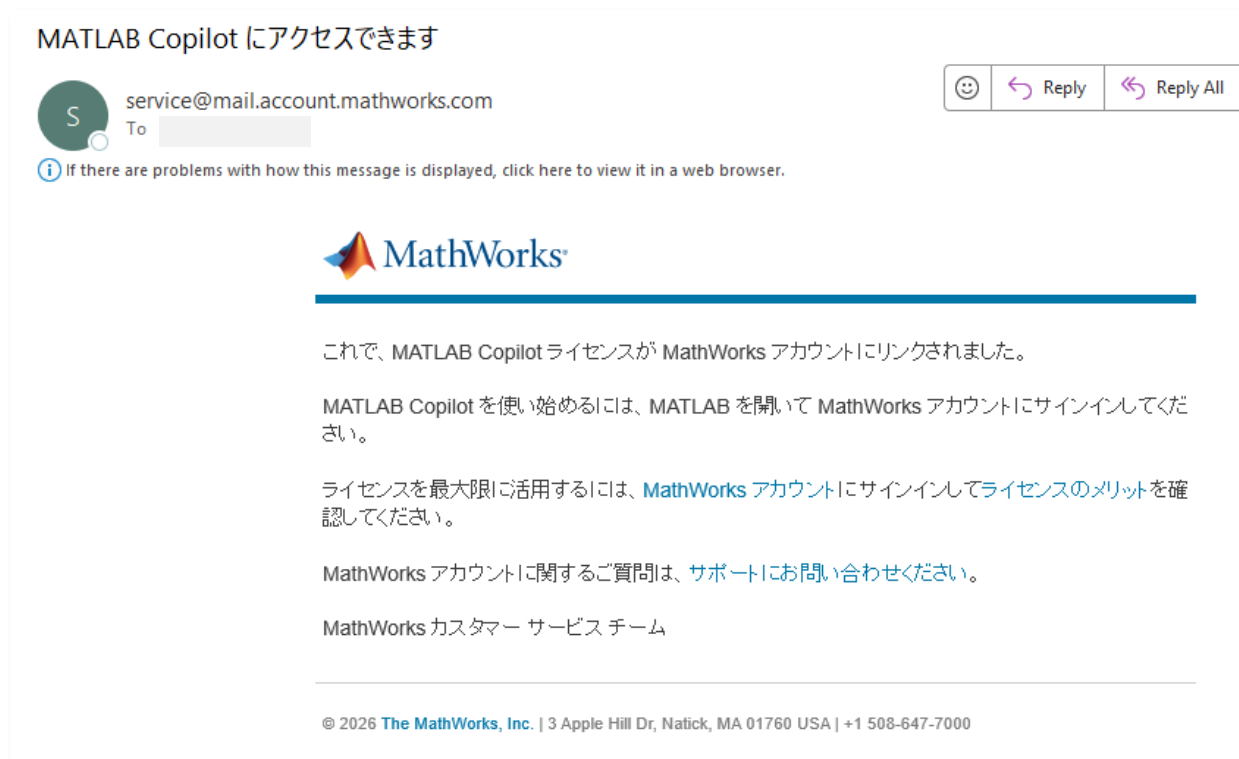 MATLAB Copilot にアクセスできます
S
service@mail.account.mathworks.com
Reply
Reply All
To
If there are problems with how this message is displayed, click here to view it in a web browser.
MathWorks®
これで、MATLAB Copilot ライセンスが MathWorks アカウントにリンクされました。
MATLAB Copilot を使い始めるには、MATLAB を開いて MathWorks アカウントにサインインしてくだ
さい。
ライセンスを最大限に活用するには、MathWorks アカウントにサインインしてライセンスのメリットを確
認してください。
MathWorks アカウントに関するご質問は、サポートにお問い合わせください。
MathWorks カスタマー サービス チーム
© 2026 The MathWorks, Inc. | 3 Apple Hill Dr, Natick, MA 01760 USA | +1 508-647-7000